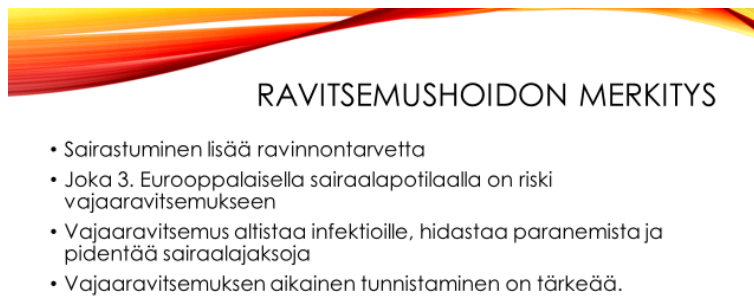 RAVITSEMUSHOIDON MERKITYS
• Sairastuminen lisää ravinnontarvetta
• Joka 3. Eurooppalaisella sairaalapotilaalla on riski
vajaaravitsemukseen
• Vajaaravitsemus altistaa infektioille, hidastaa paranemista ja
pidentää sairaalajaksoja
• Vajaaravitsemuksen aikainen tunnistaminen on tärkeää.